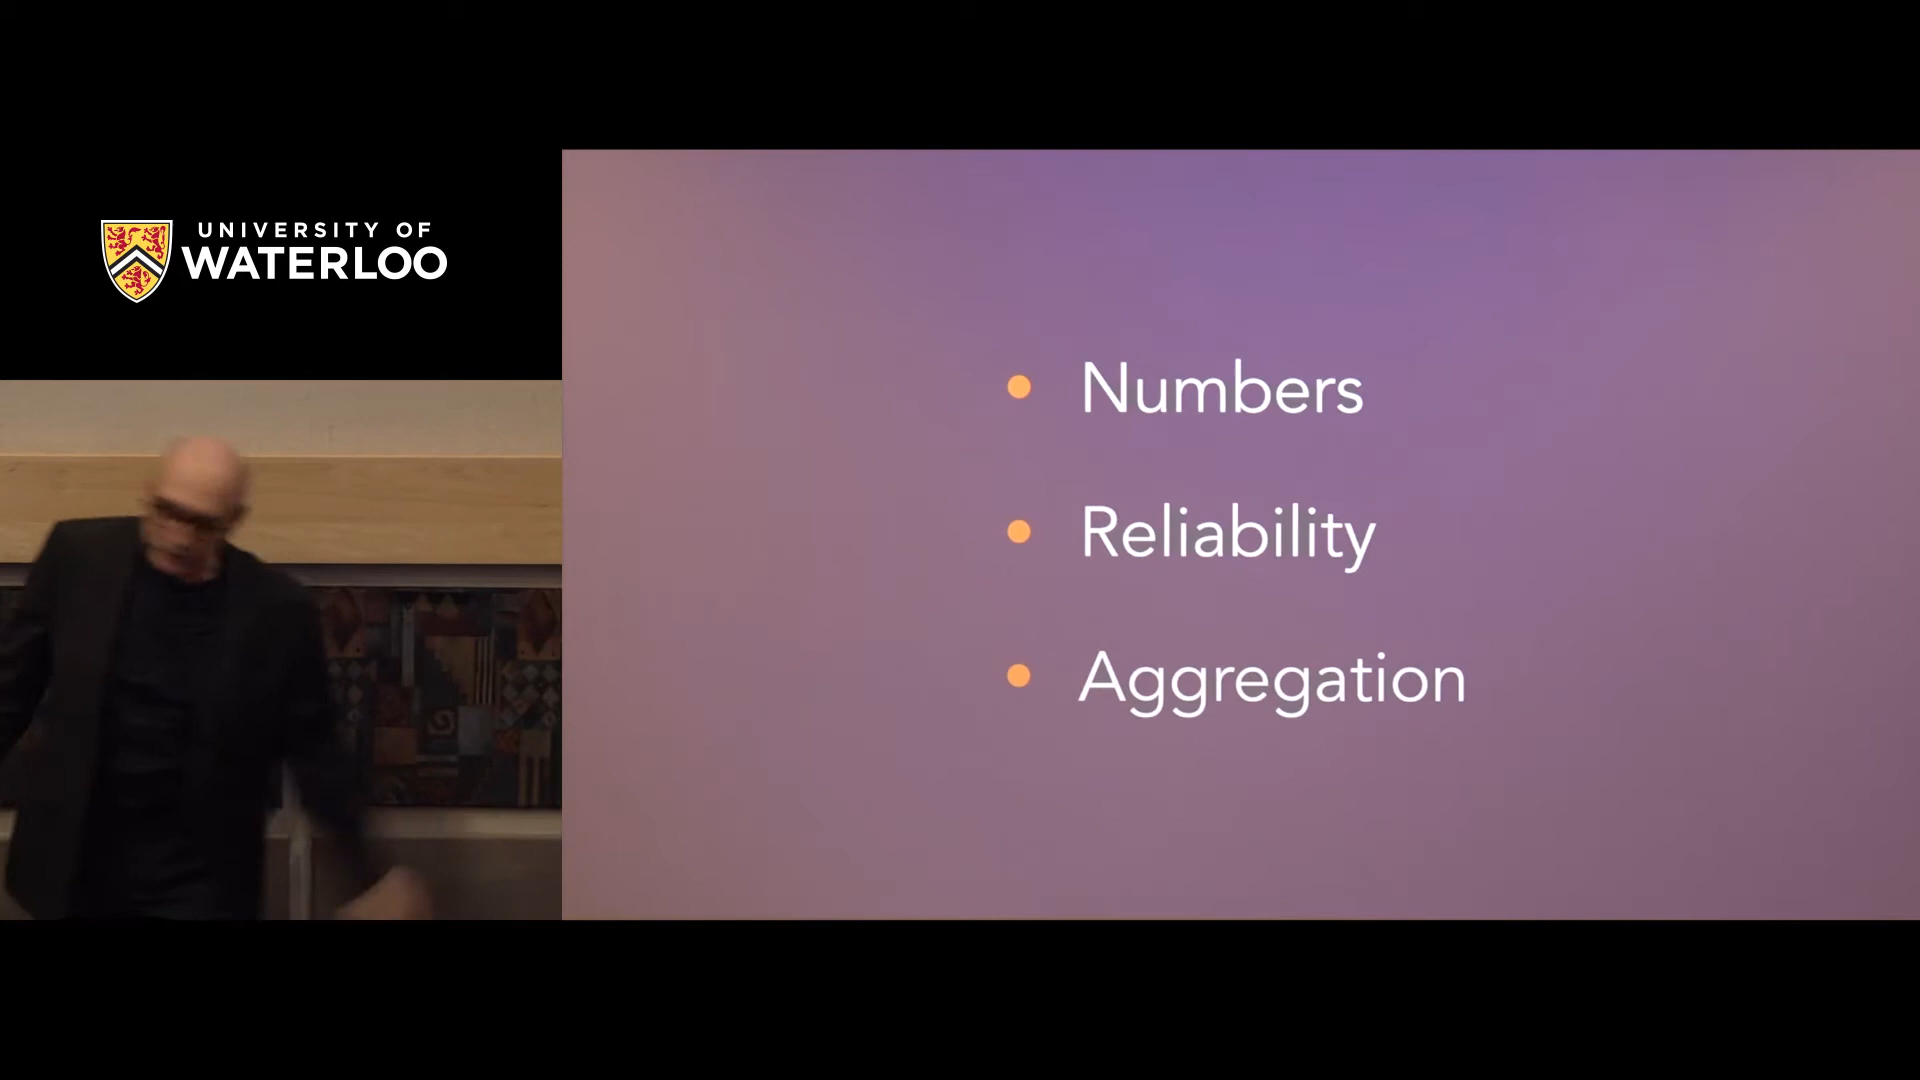 UNIVERSITY OF
WATERLOO
Numbers
Reliability
Aggregation